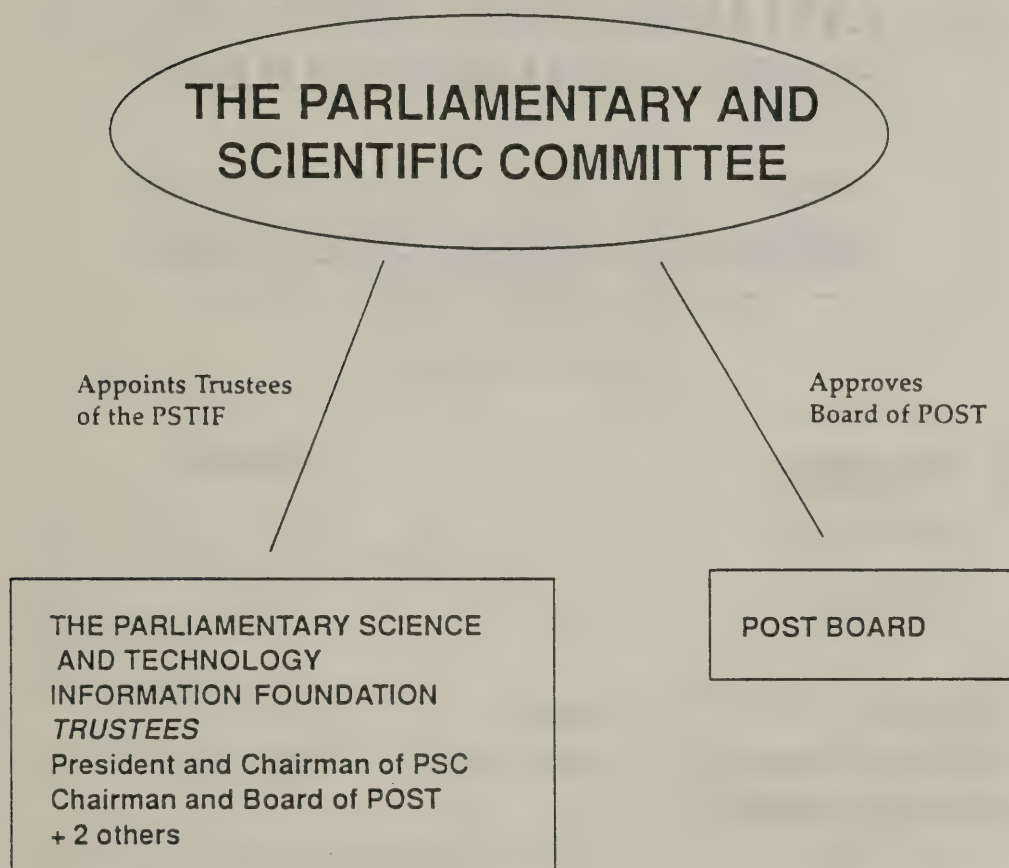 THE PARLIAMENTARY AND
SCIENTIFIC COMMITTEE
Appoints Trustees
of the PSTIF
Approves
Board of POST
THE PARLIAMENTARY SCIENCE
AND TECHNOLOGY
INFORMATION FOUNDATION
TRUSTEES
President and Chairman of PSC
Chairman and Board of POST
+ 2 others
POST BOARD